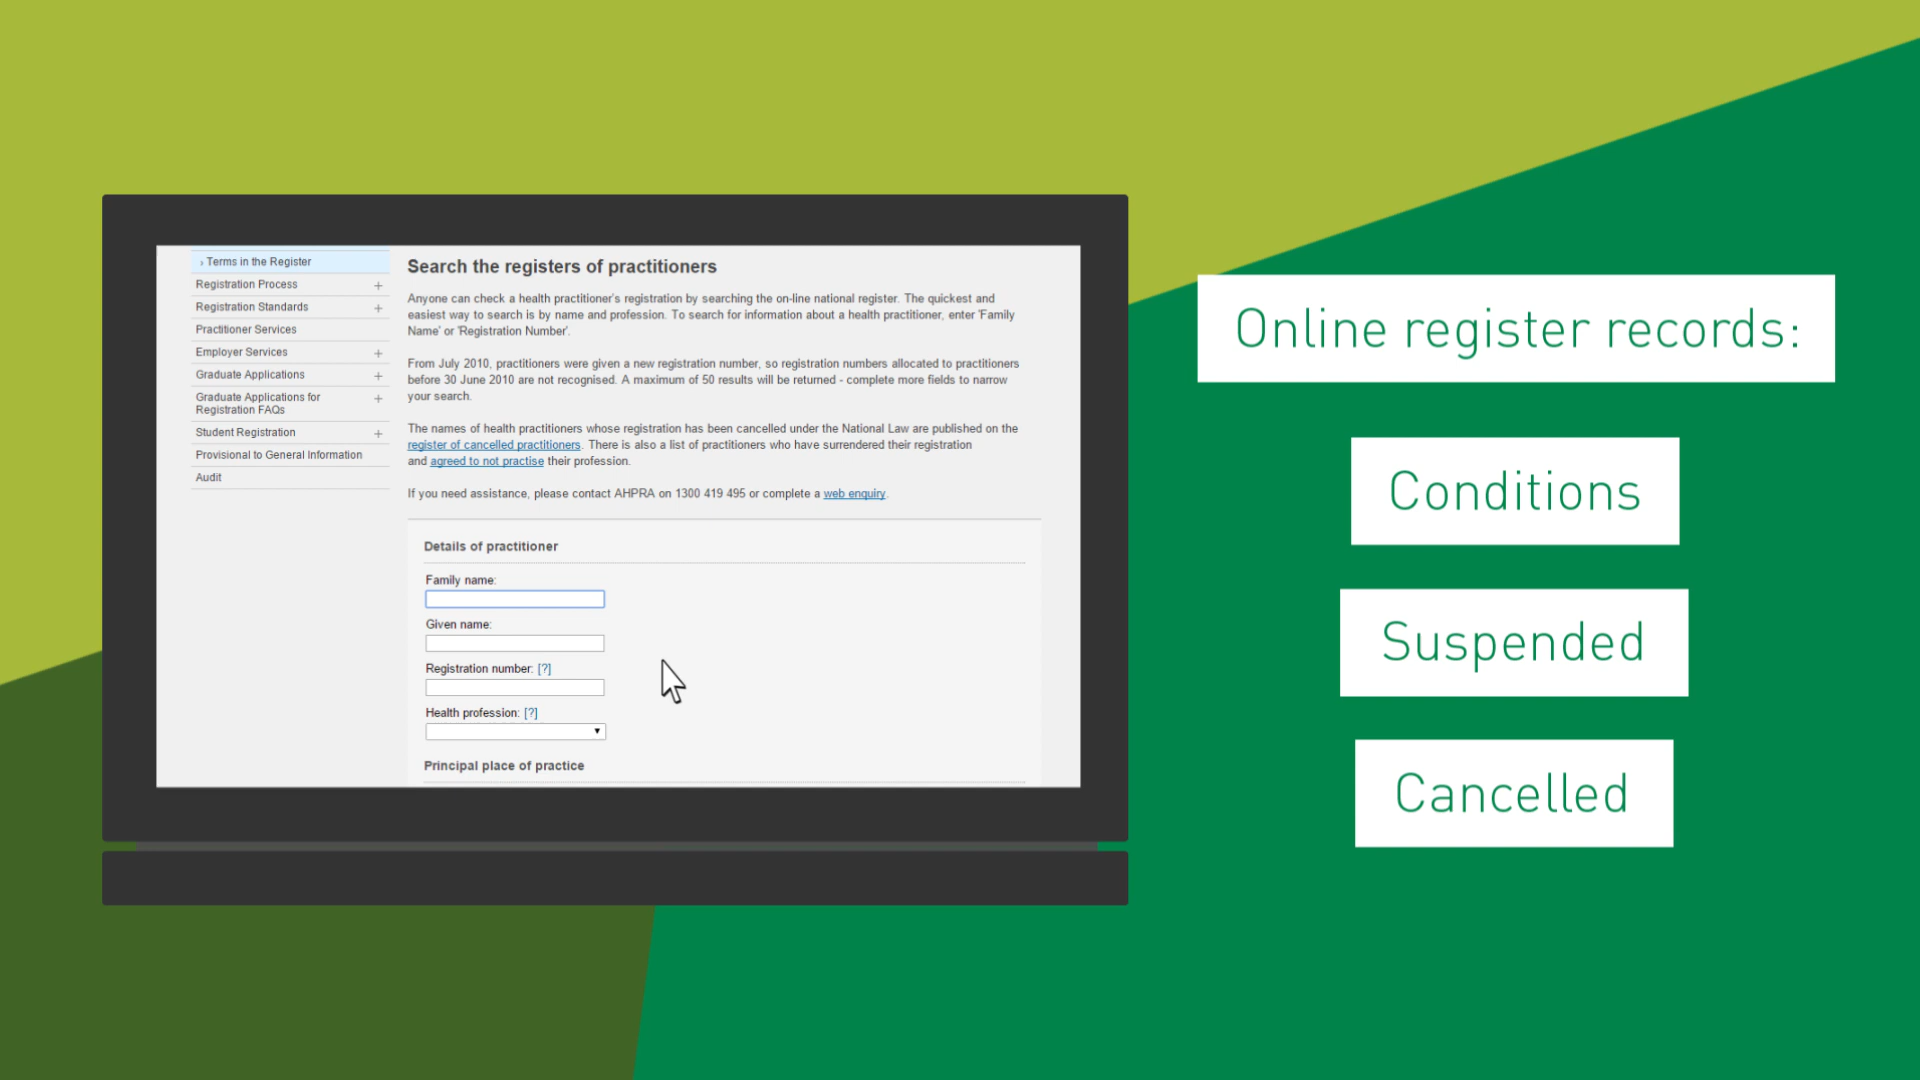 › Terms in the Register
Registration Process +
Registration Standards +
Practitioner Services
Employer Services +
Graduate Applications +
Graduate Applications for +
Registration FAQs
Student Registration +
Provisional to General Information
Audit
Search the registers of practitioners
Anyone can check a health practitioner's registration by searching the on-line national register. The quickest and
easiest way to search is by name and profession. To search for information about a health practitioner, enter 'Family
Name' or 'Registration Number'.
From July 2010, practitioners were given a new registration number, so registration numbers allocated to practitioners
before 30 June 2010 are not recognised. A maximum of 50 results will be returned - complete more fields to narrow
your search.
The names of health practitioners whose registration has been cancelled under the National Law are published on the
register of cancelled practitioners. There is also a list of practitioners who have surrendered their registration
and agreed to not practise their profession.
If you need assistance, please contact AHPRA on 1300 419 495 or complete a web enquiry.
Details of practitioner
Family name:
Given name:
Registration number: [?]
Health profession: [?]
Principal place of practice
Online register records:
Conditions
Suspended
Cancelled